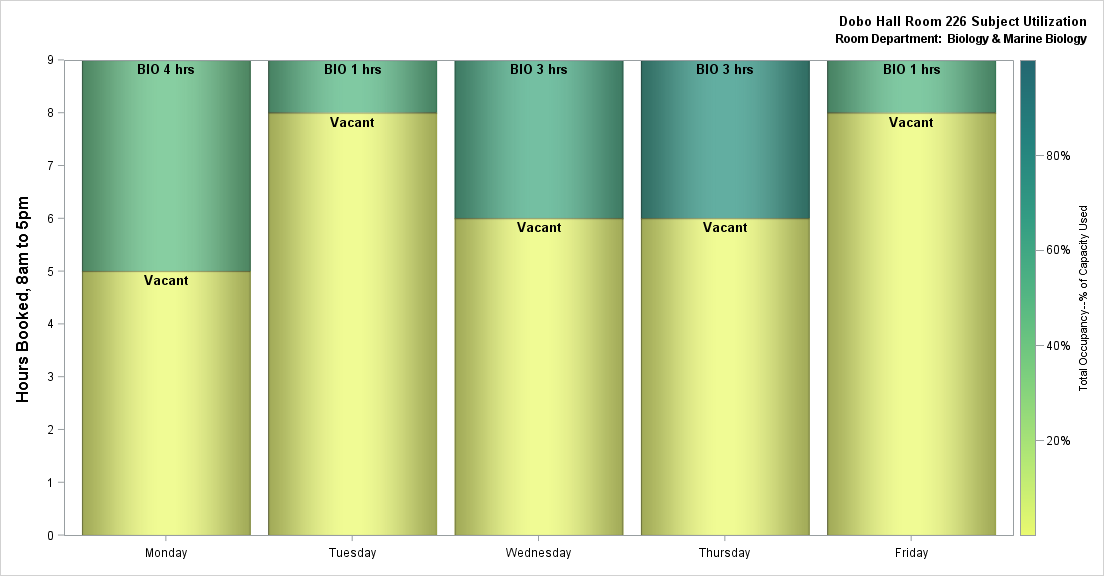 Dobo Hall Room 226 Subject Utilization
Room Department: Biology & Marine Biology
Hours Booked, 8am to 5pm
9
8
7
6
5
4
3
2
1
0
BIO 4 hrs
Vacant
BIO 1 hrs
Vacant
BIO 3 hrs
Vacant
BIO 3 hrs
Vacant
BIO 1 hrs
Vacant
Monday
Tuesday
Wednesday
Thursday
Friday
80%
60%
40%
20%
Total Occupancy--% of Capacity Used